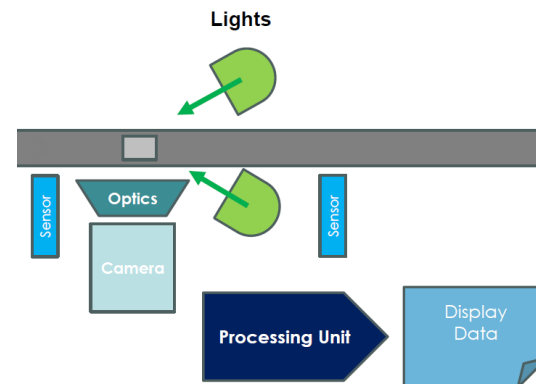 Lights
Sensor
Optics
Sensor
Camera
Processing Unit
Display
Data